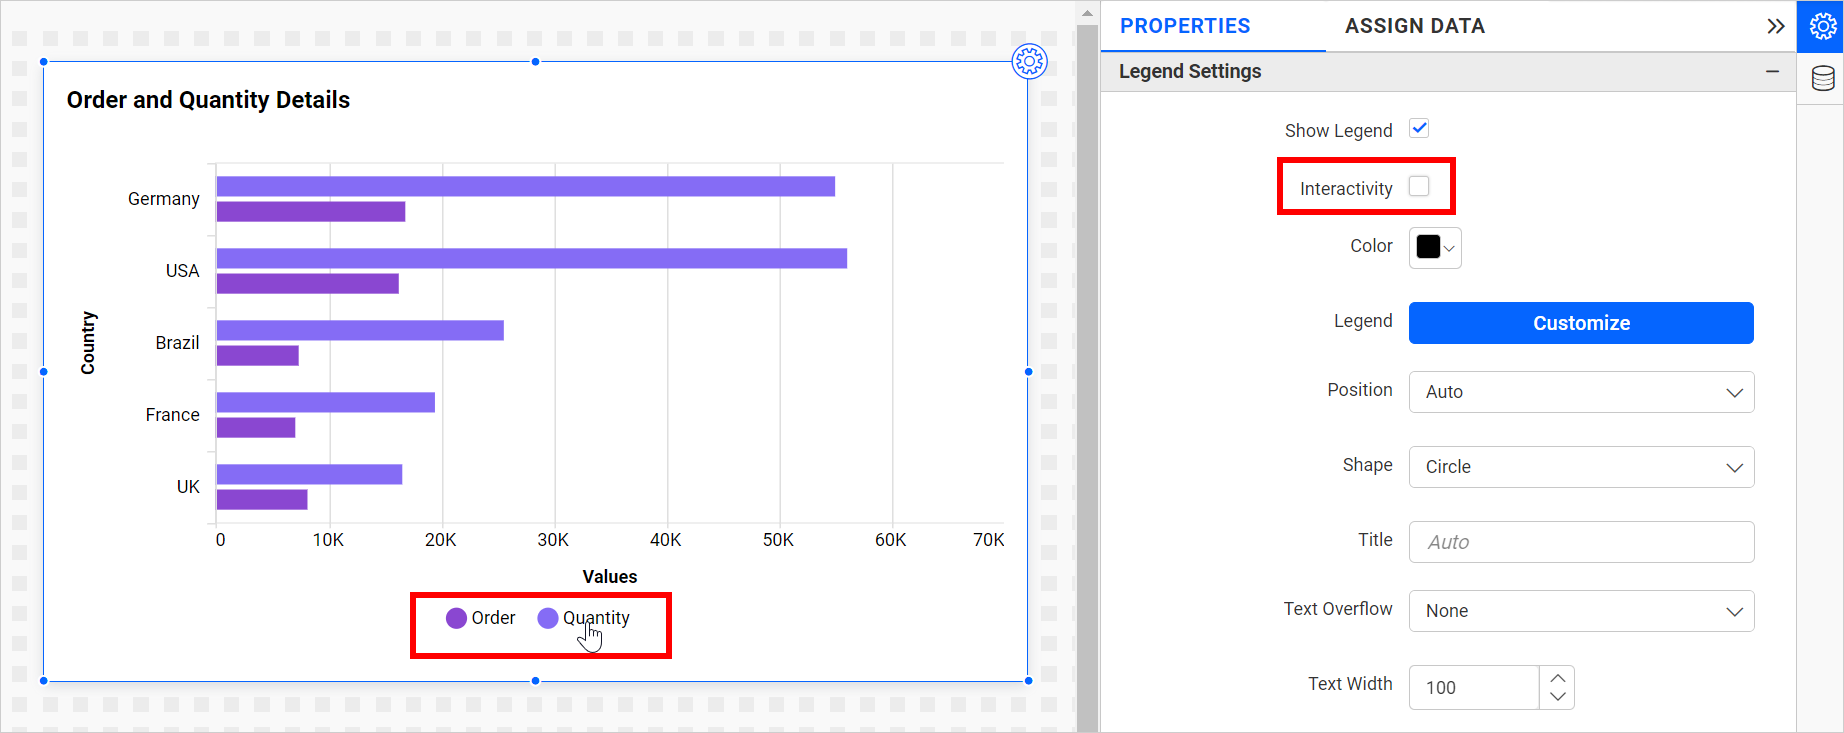 Order and Quantity Details
Country
Germany
USA
Brazil
France
UK
0 10K 20K 30K 40K 50K 60K 70K
Values
Order Quantity
PROPERTIES ASSIGN DATA
Legend Settings
Show Legend
Interactivity
Color
Legend Customize
Position Auto
Shape Circle
Title Auto
Text Overflow None
Text Width 100